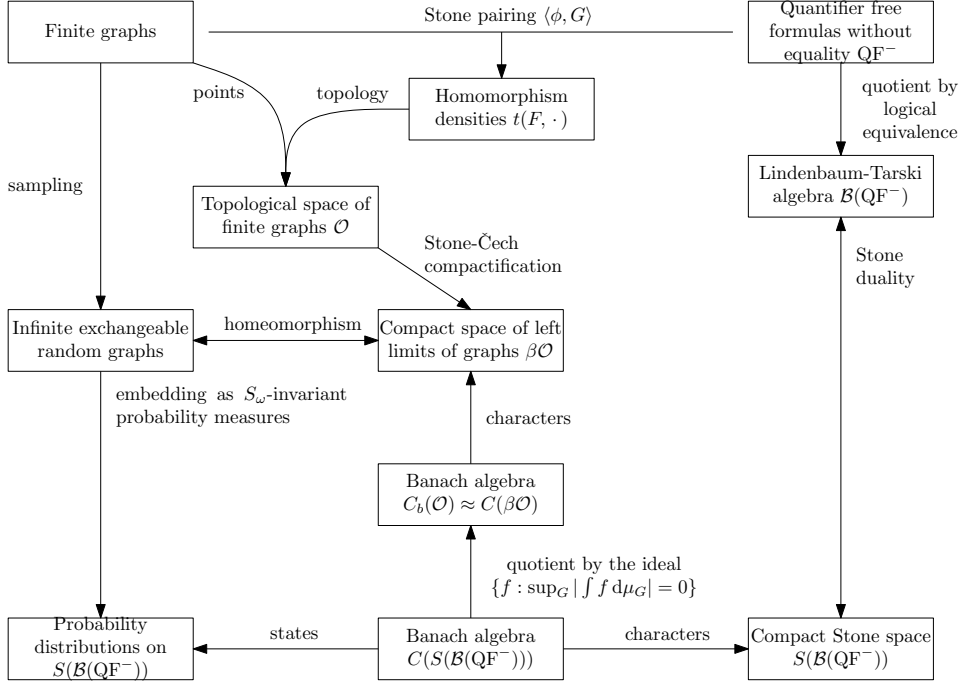 Finite graphs
Stone pairing ⟨ϕ, G⟩
Quantifier free
formulas without
equality QF⁻
points
topology
Homomorphism
densities t(F, ·)
quotient by
logical
equivalence
sampling
Topological space of
finite graphs 𝒪
Lindenbaum-Tarski
algebra ℬ(QF⁻)
Stone-Čech
compactification
Stone
duality
Infinite exchangeable
random graphs
homeomorphism
Compact space of left
limits of graphs β𝒪
embedding as S_ω-invariant
probability measures
characters
Banach algebra
C_b(𝒪) ≈ C(β𝒪)
quotient by the ideal
{f : sup_G | ∫ f dμ_G| = 0}
Probability
distributions on
S(ℬ(QF⁻))
states
Banach algebra
C(S(ℬ(QF⁻)))
characters
Compact Stone space
S(ℬ(QF⁻))